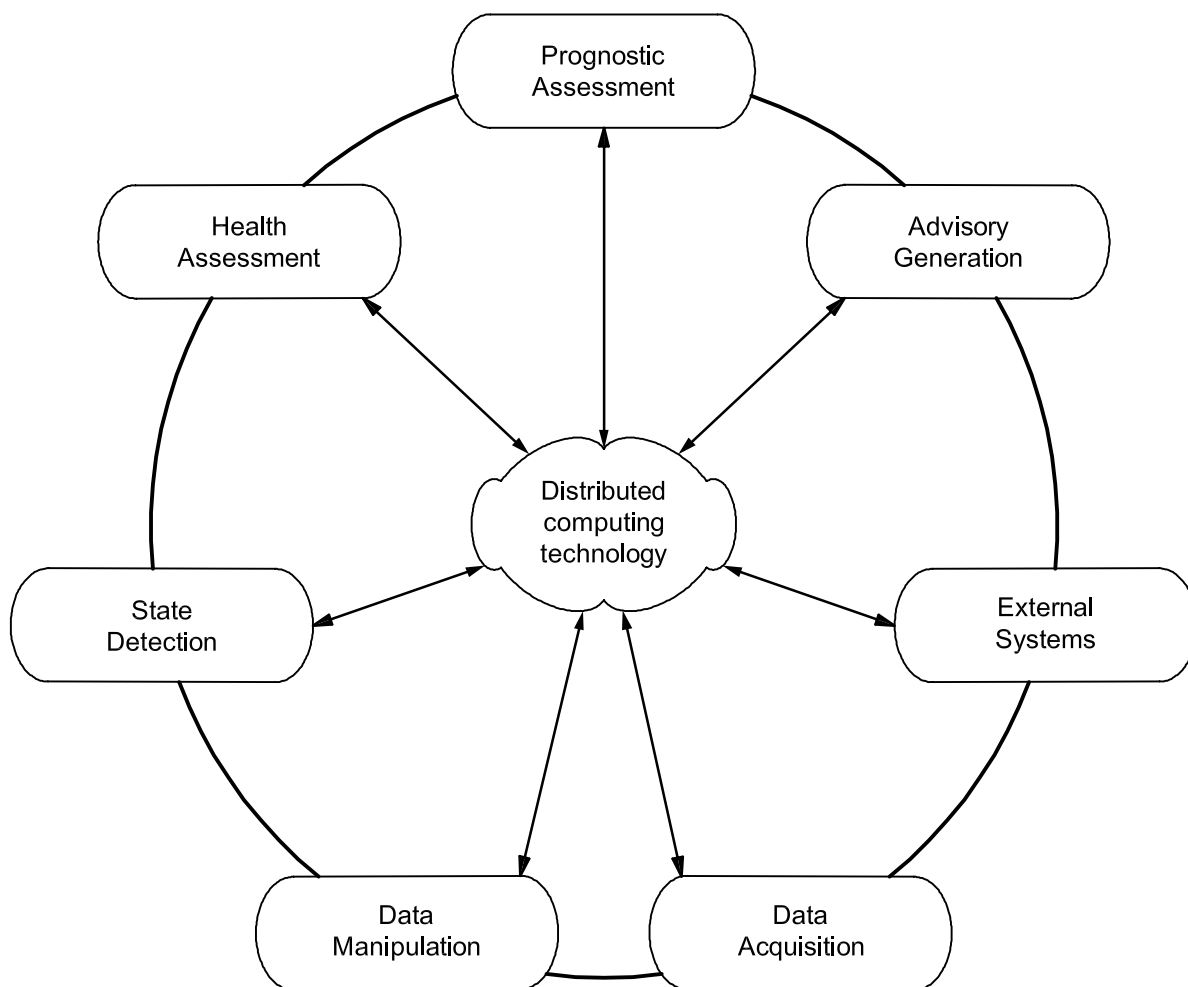 Prognostic
Assessment
Health
Assessment
Advisory
Generation
Distributed
computing
technology
State
Detection
External
Systems
Data
Manipulation
Data
Acquisition